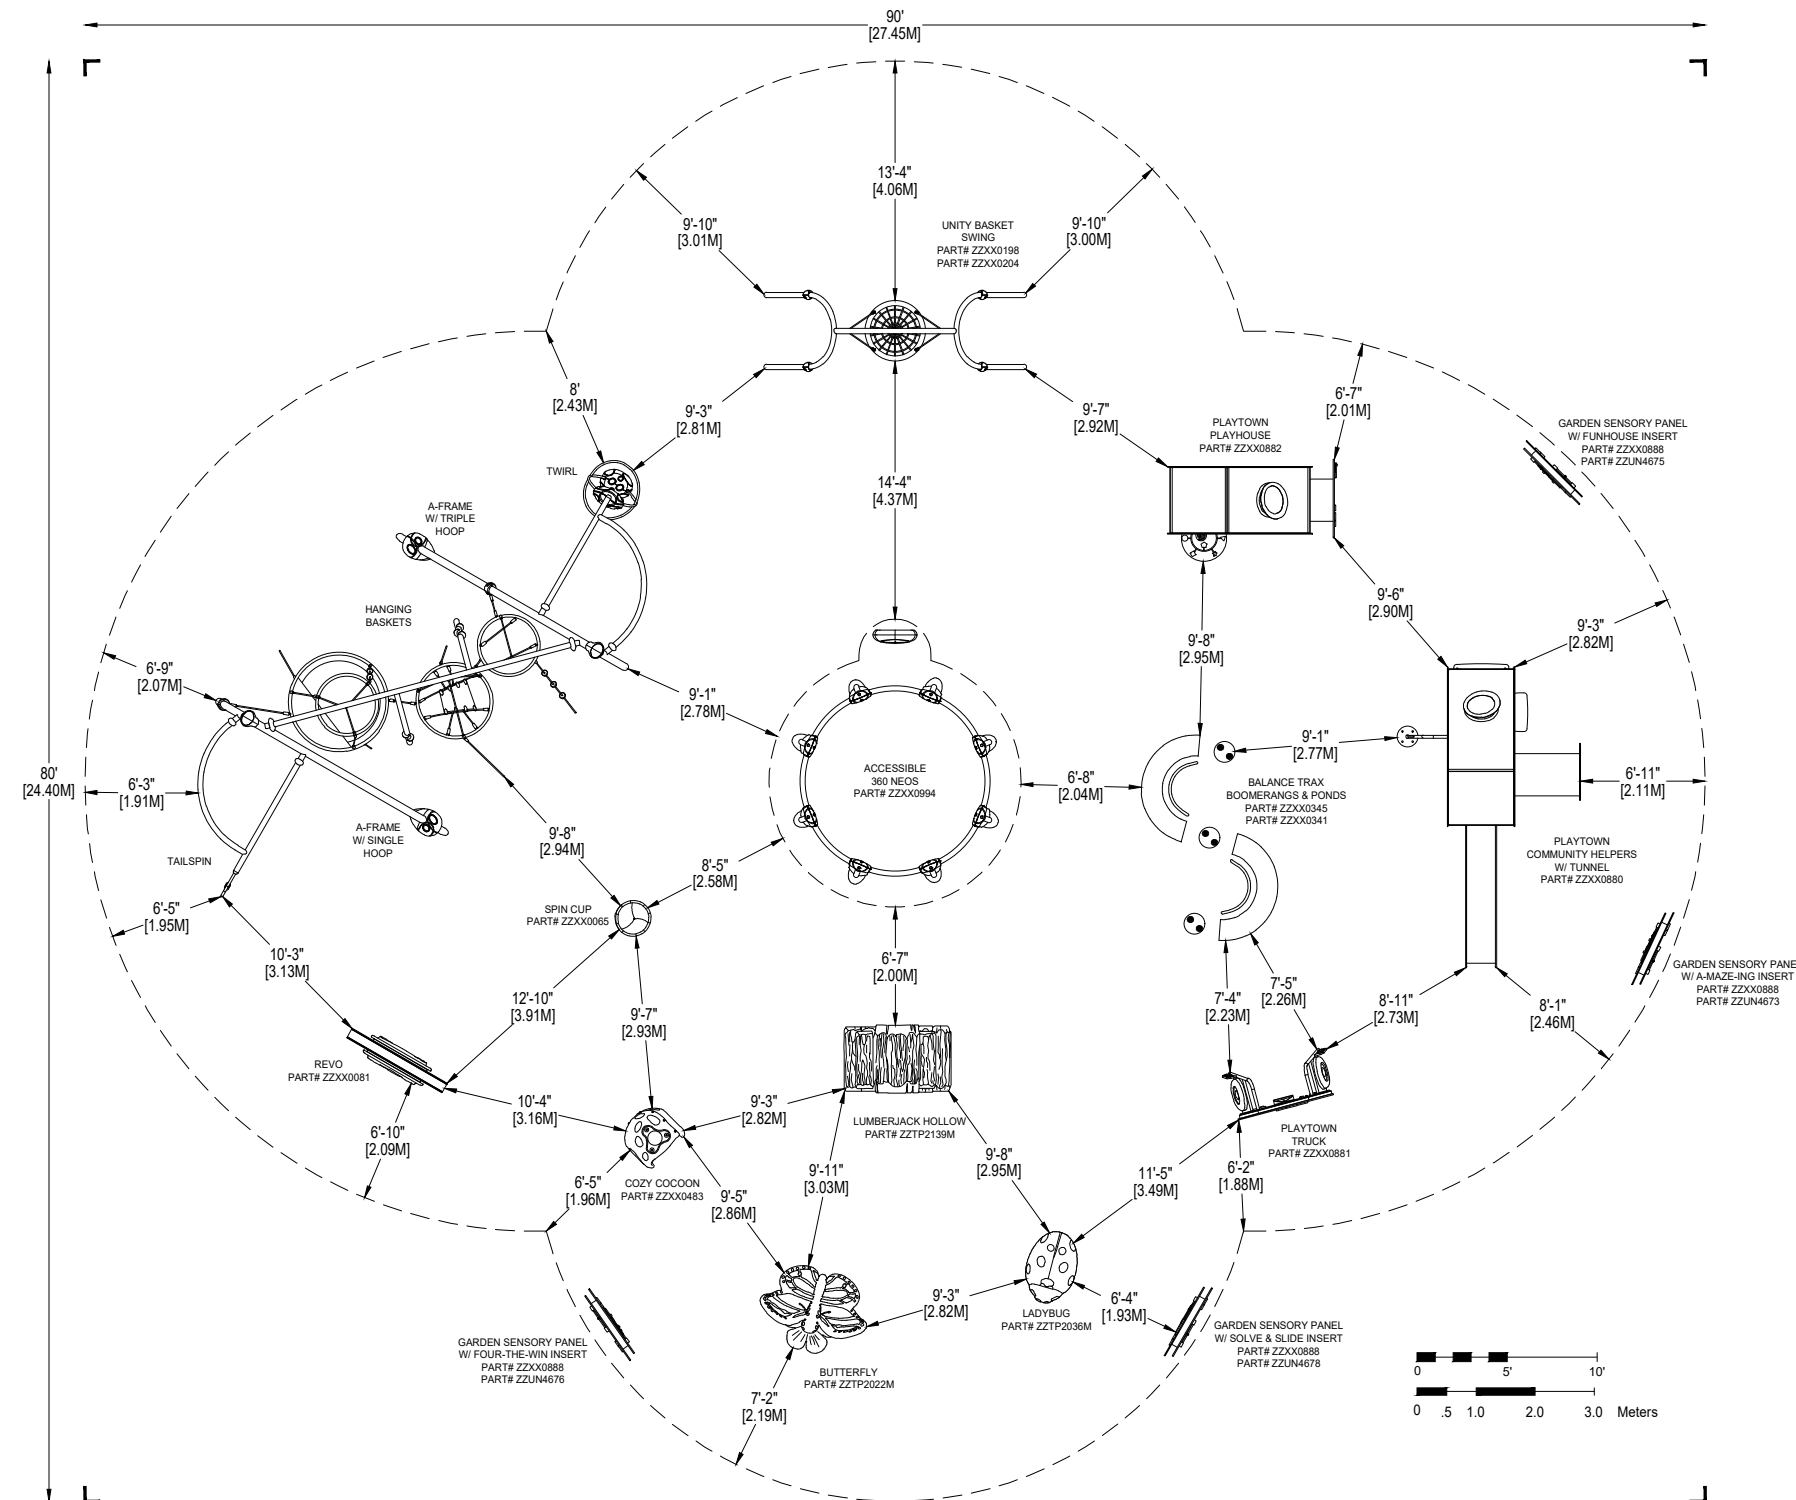 90'
[27.45M]
13'-4"
[4.06M]
9'-10"
[3.01M]
UNITY BASKET
SWING
PART# ZZXX0198
PART# ZZXX0204
9'-10"
[3.00M]
8'
[2.43M]
9'-3"
[2.81M]
9'-7"
[2.92M]
6'-7"
[2.01M]
PLAYTOWN
PLAYHOUSE
PART# ZZXX0882
GARDEN SENSORY PANEL
W/ FUNHOUSE INSERT
PART# ZZXX0888
PART# ZZUN4675
TWIRL
14'-4"
[4.37M]
A-FRAME
W/ TRIPLE
HOOP
HANGING
BASKETS
9'-6"
[2.90M]
9'-3"
[2.82M]
9'-8"
[2.95M]
6'-9"
[2.07M]
9'-1"
[2.78M]
9'-1"
[2.77M]
80'
[24.40M]
6'-3"
[1.91M]
ACCESSIBLE
360 NEOS
PART# ZZXX0994
6'-8"
[2.04M]
BALANCE TRAX
BOOMERANGS & PONDS
PART# ZZXX0345
PART# ZZXX0341
6'-11"
[2.11M]
A-FRAME
W/ SINGLE
HOOP
TAILSPIN
9'-8"
[2.94M]
8'-5"
[2.58M]
PLAYTOWN
COMMUNITY HELPERS
W/ TUNNEL
PART# ZZXX0880
6'-5"
[1.95M]
SPIN CUP
PART# ZZXX0065
10'-3"
[3.13M]
6'-7"
[2.00M]
12'-10"
[3.91M]
9'-7"
[2.93M]
7'-4"
[2.23M]
7'-5"
[2.26M]
8'-11"
[2.73M]
8'-1"
[2.46M]
GARDEN SENSORY PANE
W/ A-MAZE-ING INSERT
PART# ZZXX0888
PART# ZZUN4673
REVO
PART# ZZXX0081
10'-4"
[3.16M]
9'-3"
[2.82M]
LUMBERJACK HOLLOW
PART# ZZTP2139M
PLAYTOWN
TRUCK
PART# ZZXX0881
6'-10"
[2.09M]
6'-5"
[1.96M]
COZY COCOON
PART# ZZXX0483
9'-5"
[2.86M]
9'-11"
[3.03M]
9'-8"
[2.95M]
11'-5"
[3.49M]
6'-2"
[1.88M]
9'-3"
[2.82M]
LADYBUG
PART# ZZTP2036M
6'-4"
[1.93M]
GARDEN SENSORY PANEL
W/ SOLVE & SLIDE INSERT
PART# ZZXX0888
PART# ZZUN4678
GARDEN SENSORY PANEL
W/ FOUR-THE-WIN INSERT
PART# ZZXX0888
PART# ZZUN4676
BUTTERFLY
PART# ZZTP2022M
7'-2"
[2.19M]
0 5' 10'
0 .5 1.0 2.0 3.0 Meters